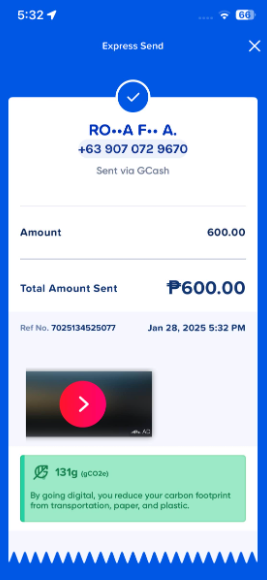 5:32
66
Express Send
RO••A F•• A.
+63 907 072 9670
Sent via GCash
Amount 600.00
Total Amount Sent ₱600.00
Ref No. 7025134525077 Jan 28, 2025 5:32 PM
AD
131g (gCO2e)
By going digital, you reduce your carbon footprint
from transportation, paper, and plastic.